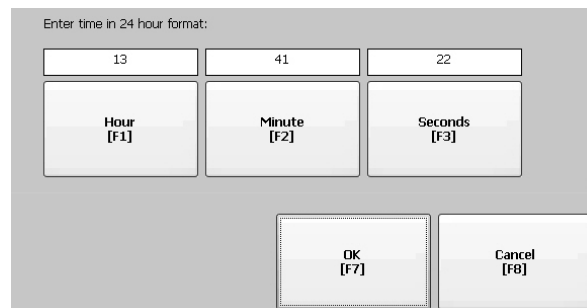 Enter time in 24 hour format:
13 41 22
Hour Minute Seconds
[F1] [F2] [F3]
OK Cancel
[F7] [F8]